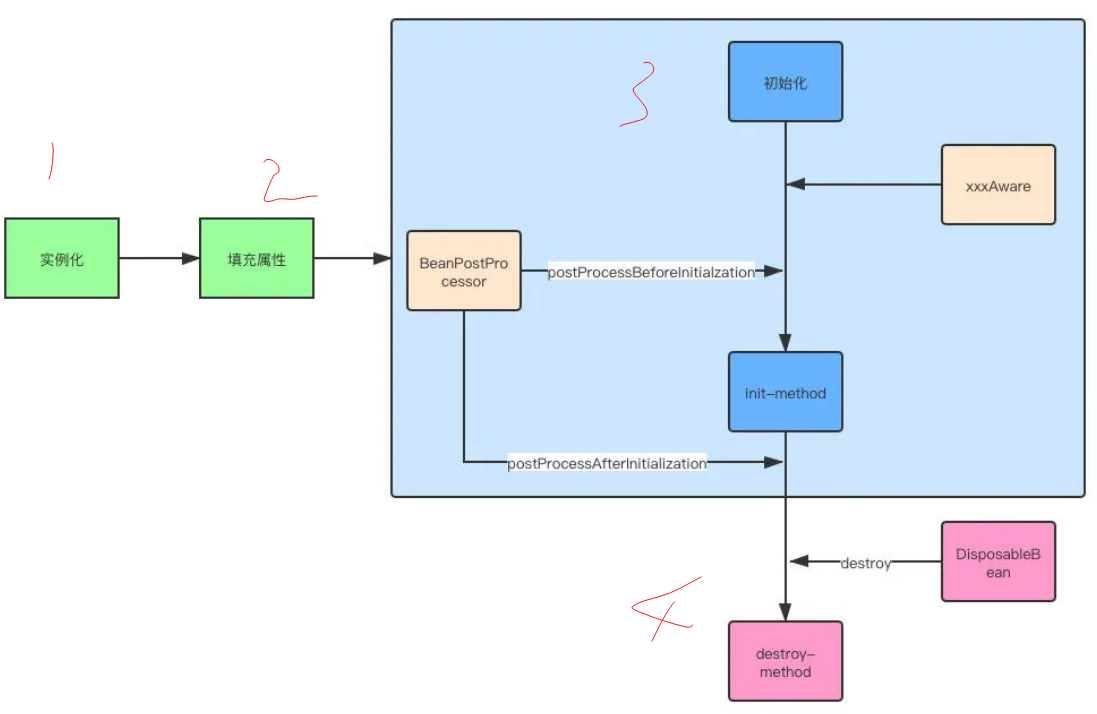 1
2
3
初始化
xxxAware
实例化
填充属性
BeanPostPro
cessor
postProcessBeforeInitialzation
init-method
postProcessAfterInitialization
DisposableB
ean
destroy
4
destroy-
method